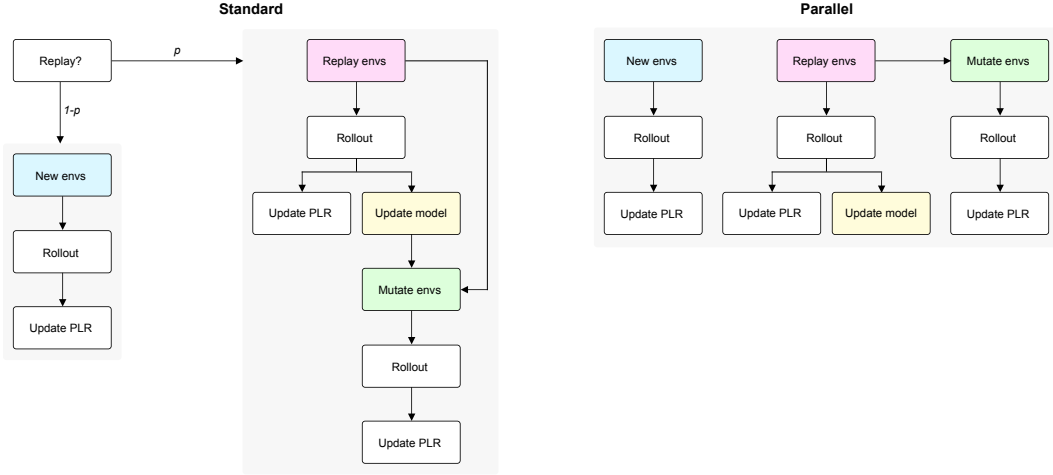 Standard
Replay?
p
1-p
New envs
Rollout
Update PLR
Replay envs
Rollout
Update PLR
Update model
Mutate envs
Rollout
Update PLR
Parallel
New envs
Rollout
Update PLR
Replay envs
Rollout
Update PLR
Update model
Mutate envs
Rollout
Update PLR